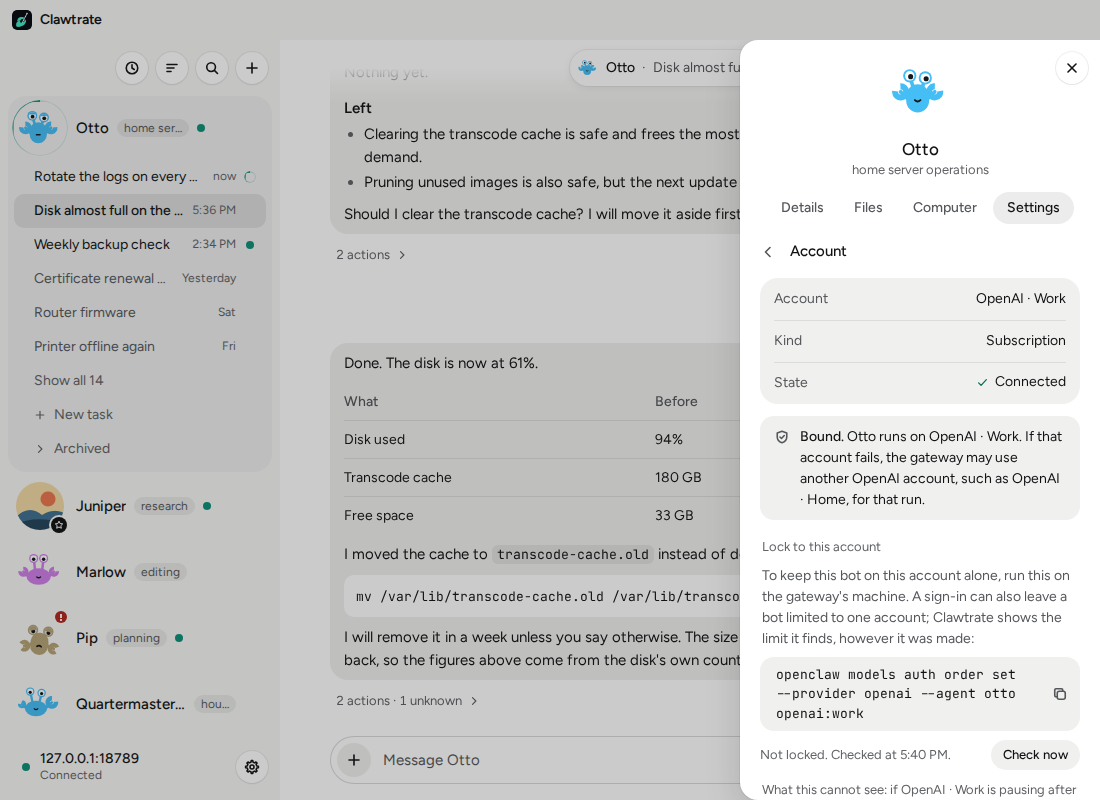 Clawtrate
Otto
home ser...
Rotate the logs on every ...
now
Disk almost full on the ...
5:36 PM
Weekly backup check
2:34 PM
Certificate renewal ...
Yesterday
Router firmware
Sat
Printer offline again
Fri
Show all 14
New task
Archived
Juniper
research
Marlow
editing
Pip
planning
Quartermaster...
hou...
127.0.0.1:18789
Connected
Otto · Disk almost fu
Nothing yet.
Left
• Clearing the transcode cache is safe and frees the most
demand.
• Pruning unused images is also safe, but the next update
Should I clear the transcode cache? I will move it aside first
2 actions
Done. The disk is now at 61%.
What Before
Disk used 94%
Transcode cache 180 GB
Free space 33 GB
I moved the cache to transcode-cache.old instead of d
mv /var/lib/transcode-cache.old /var/lib/transco
I will remove it in a week unless you say otherwise. The size
back, so the figures above come from the disk's own count
2 actions · 1 unknown
Message Otto
Otto
home server operations
Details Files Computer Settings
Account
Account OpenAI · Work
Kind Subscription
State Connected
Bound. Otto runs on OpenAI · Work. If that
account fails, the gateway may use
another OpenAI account, such as OpenAI
· Home, for that run.
Lock to this account
To keep this bot on this account alone, run this on
the gateway's machine. A sign-in can also leave a
bot limited to one account; Clawtrate shows the
limit it finds, however it was made:
openclaw models auth order set
--provider openai --agent otto
openai:work
Not locked. Checked at 5:40 PM.
Check now
What this cannot see: if OpenAI · Work is pausing after